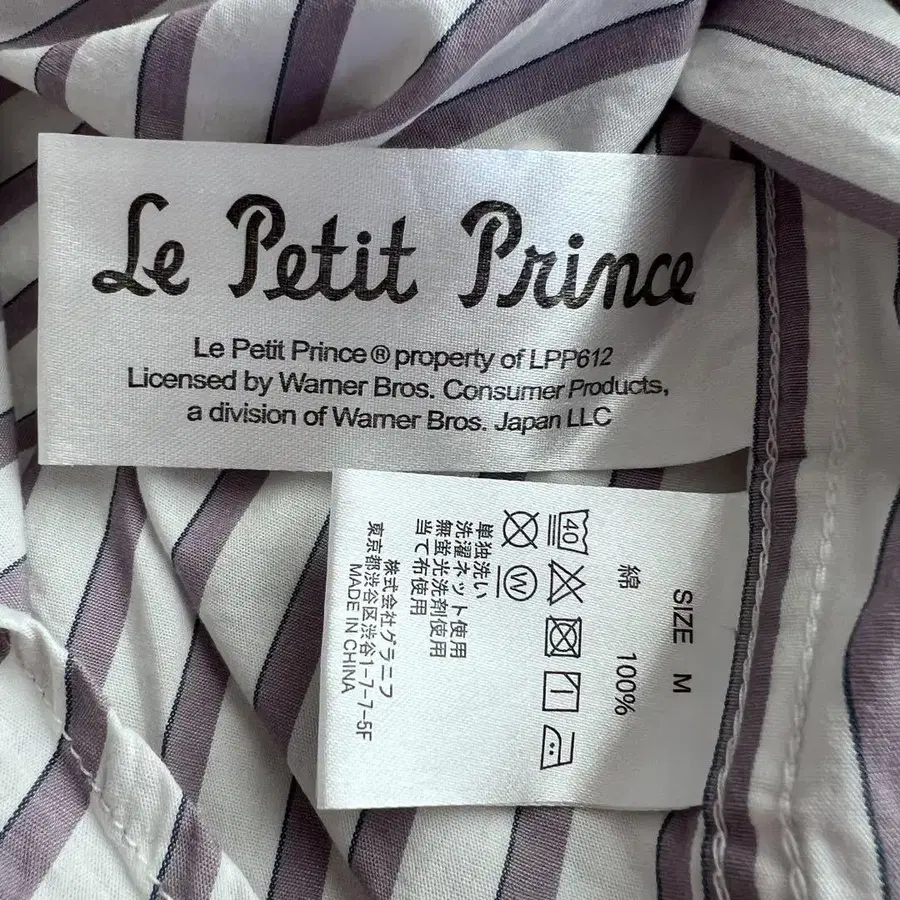 Le Petit Prince
Le Petit Prince® property of LPP612
Licensed by Warner Bros. Consumer Products,
a division of Warner Bros. Japan LLC
SIZE M
綿 100%
40
W
単独洗い
洗濯ネット使用
無蛍光洗剤使用
当て布使用
株式会社グラニフ
東京都渋谷区渋谷1-7-7-5F
MADE IN CHINA